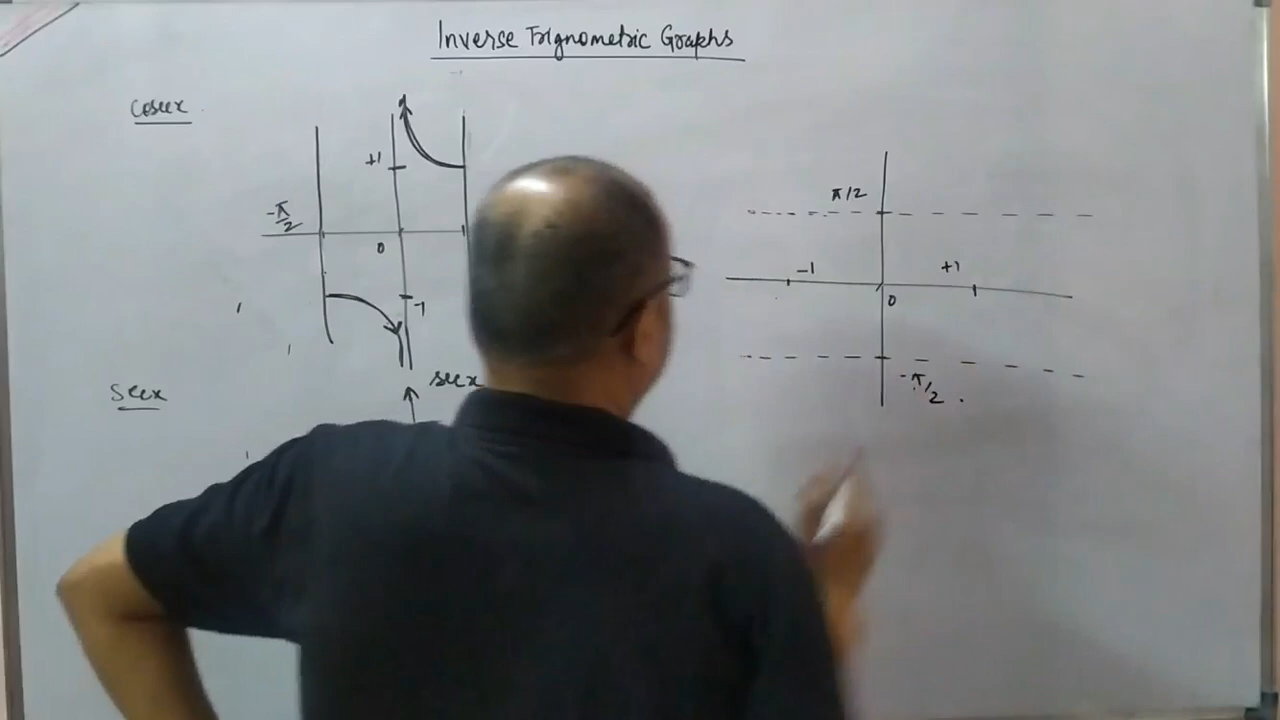 Inverse Trignometric Graphs
cosecx
+1
-π/2
0
-1
secx
secx
π/2
-1
+1
0
-π/2